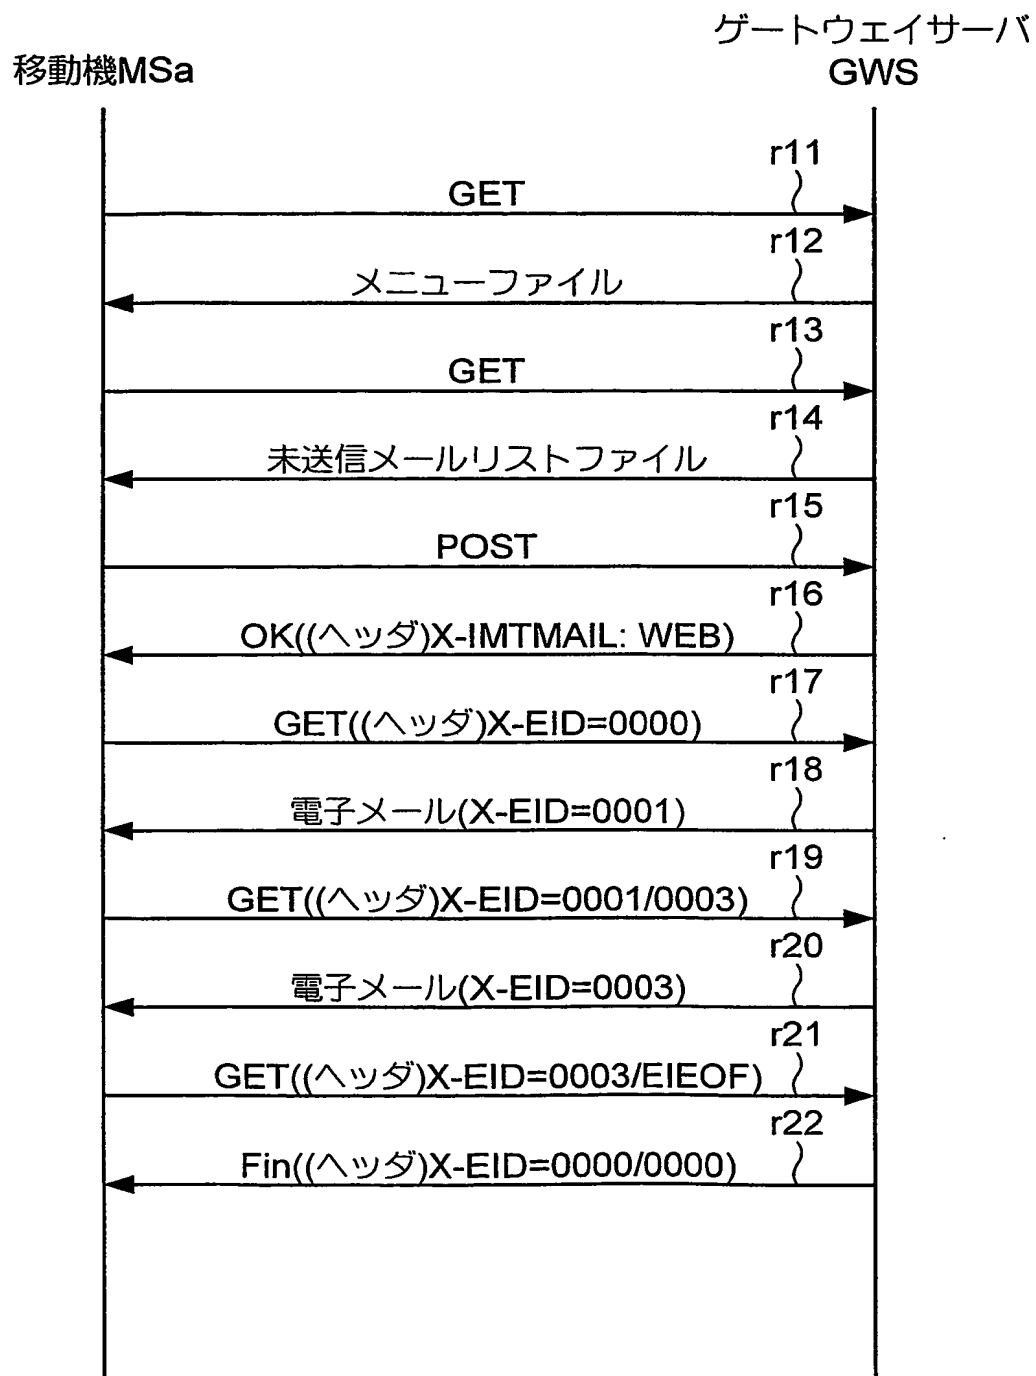 ゲートウェイサーバ
移動機MSa
GWS
r11
GET
r12
メニューファイル
r13
GET
r14
未送信メールリストファイル
r15
POST
r16
OK((ヘッダ)X-IMTMAIL: WEB)
r17
GET((ヘッダ)X-EID=0000)
r18
電子メール(X-EID=0001)
r19
GET((ヘッダ)X-EID=0001/0003)
r20
電子メール(X-EID=0003)
r21
GET((ヘッダ)X-EID=0003/EIEOF)
r22
Fin((ヘッダ)X-EID=0000/0000)